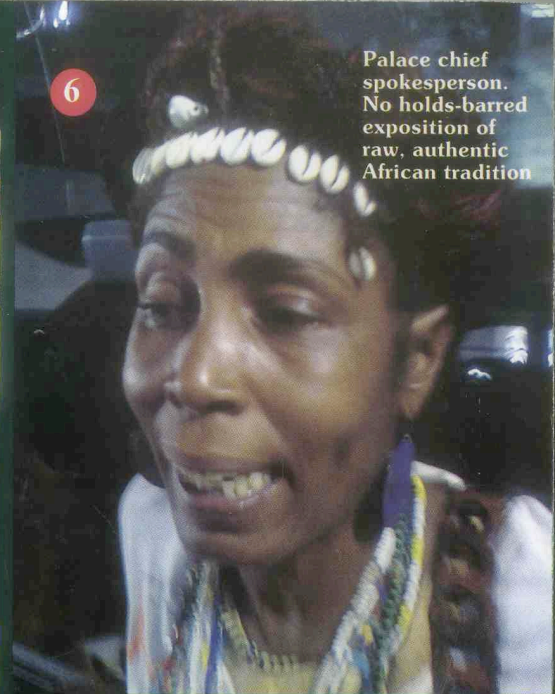 6
Palace chief
spokesperson.
No holds-barred
exposition of
raw, authentic
African tradition